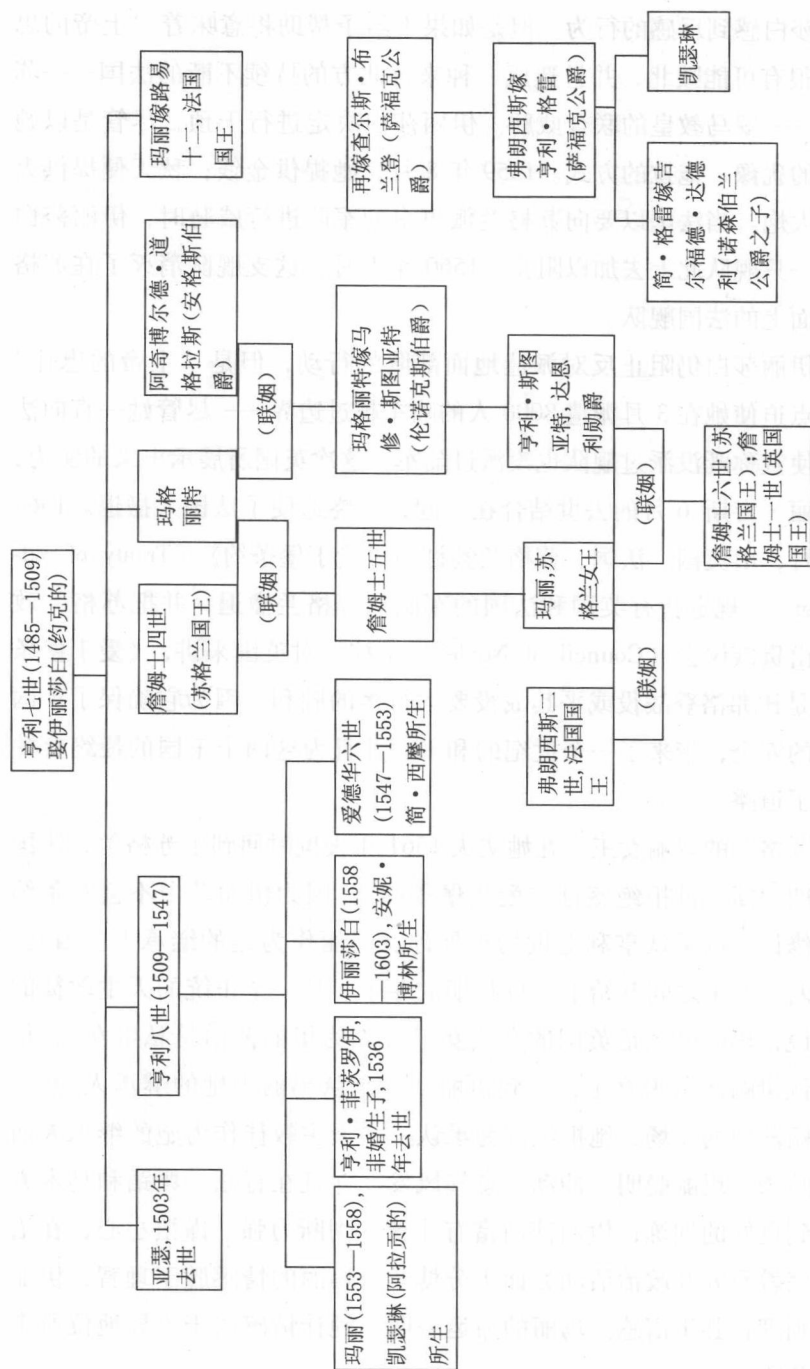 亨利七世(1485—1509)
娶伊丽莎白(约克的)
亚瑟,1503年
去世
亨利八世(1509—1547)
詹姆士四世
(苏格兰国王)
玛格
丽特
阿奇博尔德·道
格拉斯(安格斯伯
爵)
玛丽嫁路易
十二,法国
国王
(联姻)
(联姻)
再嫁查尔斯·布
兰登(萨福克公
爵)
玛丽(1553—1558),
凯瑟琳(阿拉贡的)
所生
亨利·菲茨罗伊,
非婚生子,1536
年去世
伊丽莎白(1558
—1603),安妮·
博林所生
爱德华六世
(1547—1553)
简·西摩所生
詹姆士五世
玛格丽特嫁马
修·斯图亚特
(伦诺克斯伯爵)
弗朗西斯嫁
亨利·格雷
萨福克公爵)
弗朗西斯二
世,法国国
王
玛丽,苏
格兰女王
亨利·斯图
亚特,达恩
利勋爵
(联姻)
(联姻)
简·格雷嫁吉
尔福德·达德
利(诺森伯兰
公爵之子)
凯瑟琳
詹姆士六世(苏
格兰国王);詹
姆士一世(英国
国王)